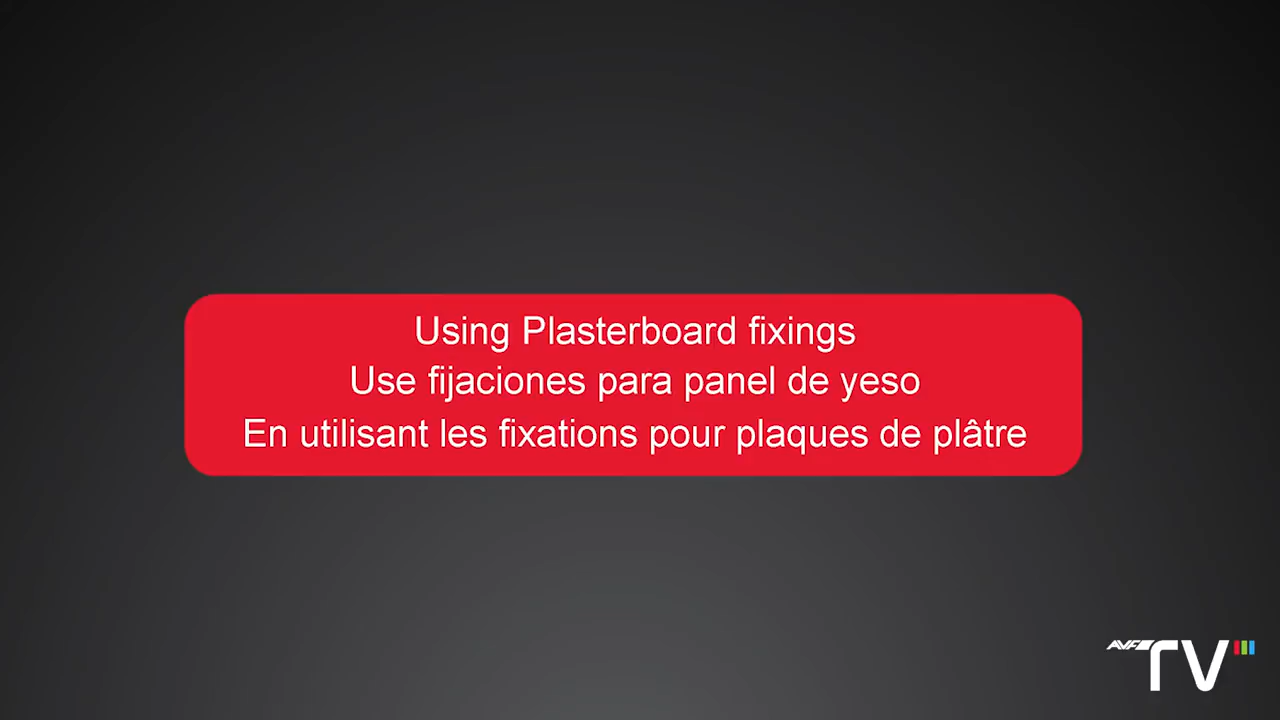 Using Plasterboard fixings
Use fijaciones para panel de yeso
En utilisant les fixations pour plaques de plâtre
AVF TV